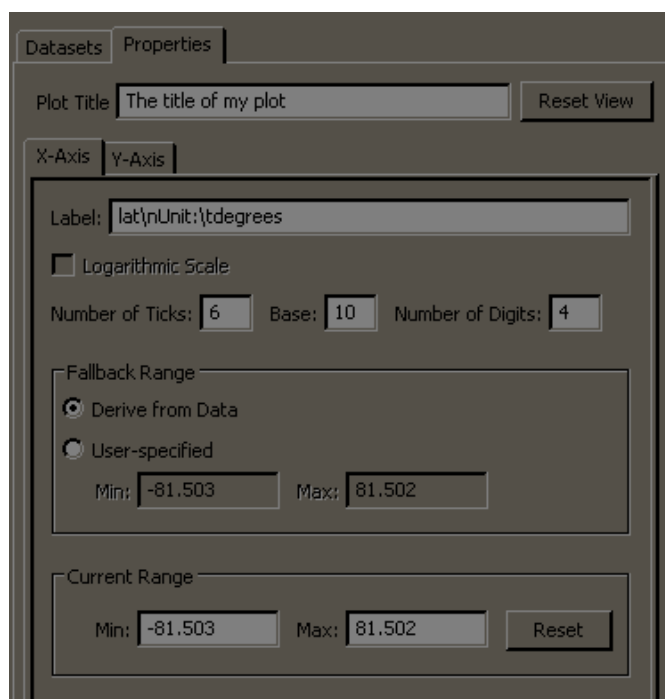 Datasets Properties
Plot Title The title of my plot Reset View
X-Axis Y-Axis
Label: lat\nUnit:\tdegrees
Logarithmic Scale
Number of Ticks: 6 Base: 10 Number of Digits: 4
Fallback Range
Derive from Data
User-specified
Min: -81.503 Max: 81.502
Current Range
Min: -81.503 Max: 81.502 Reset